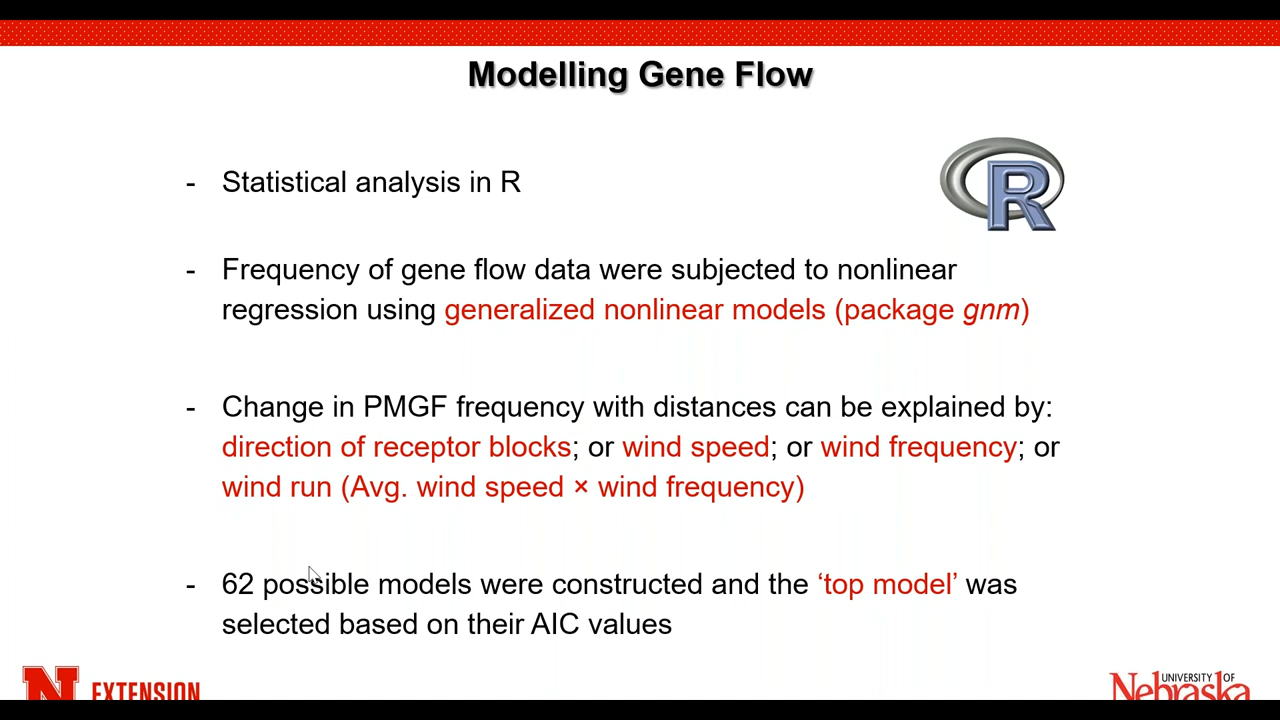 Modelling Gene Flow
- Statistical analysis in R
R
- Frequency of gene flow data were subjected to nonlinear
regression using generalized nonlinear models (package gnm)
- Change in PMGF frequency with distances can be explained by:
direction of receptor blocks; or wind speed; or wind frequency; or
wind run (Avg. wind speed × wind frequency)
- 62 possible models were constructed and the ‘top model’ was
selected based on their AIC values
N EXTENSION
UNIVERSITY OF
Nebraska